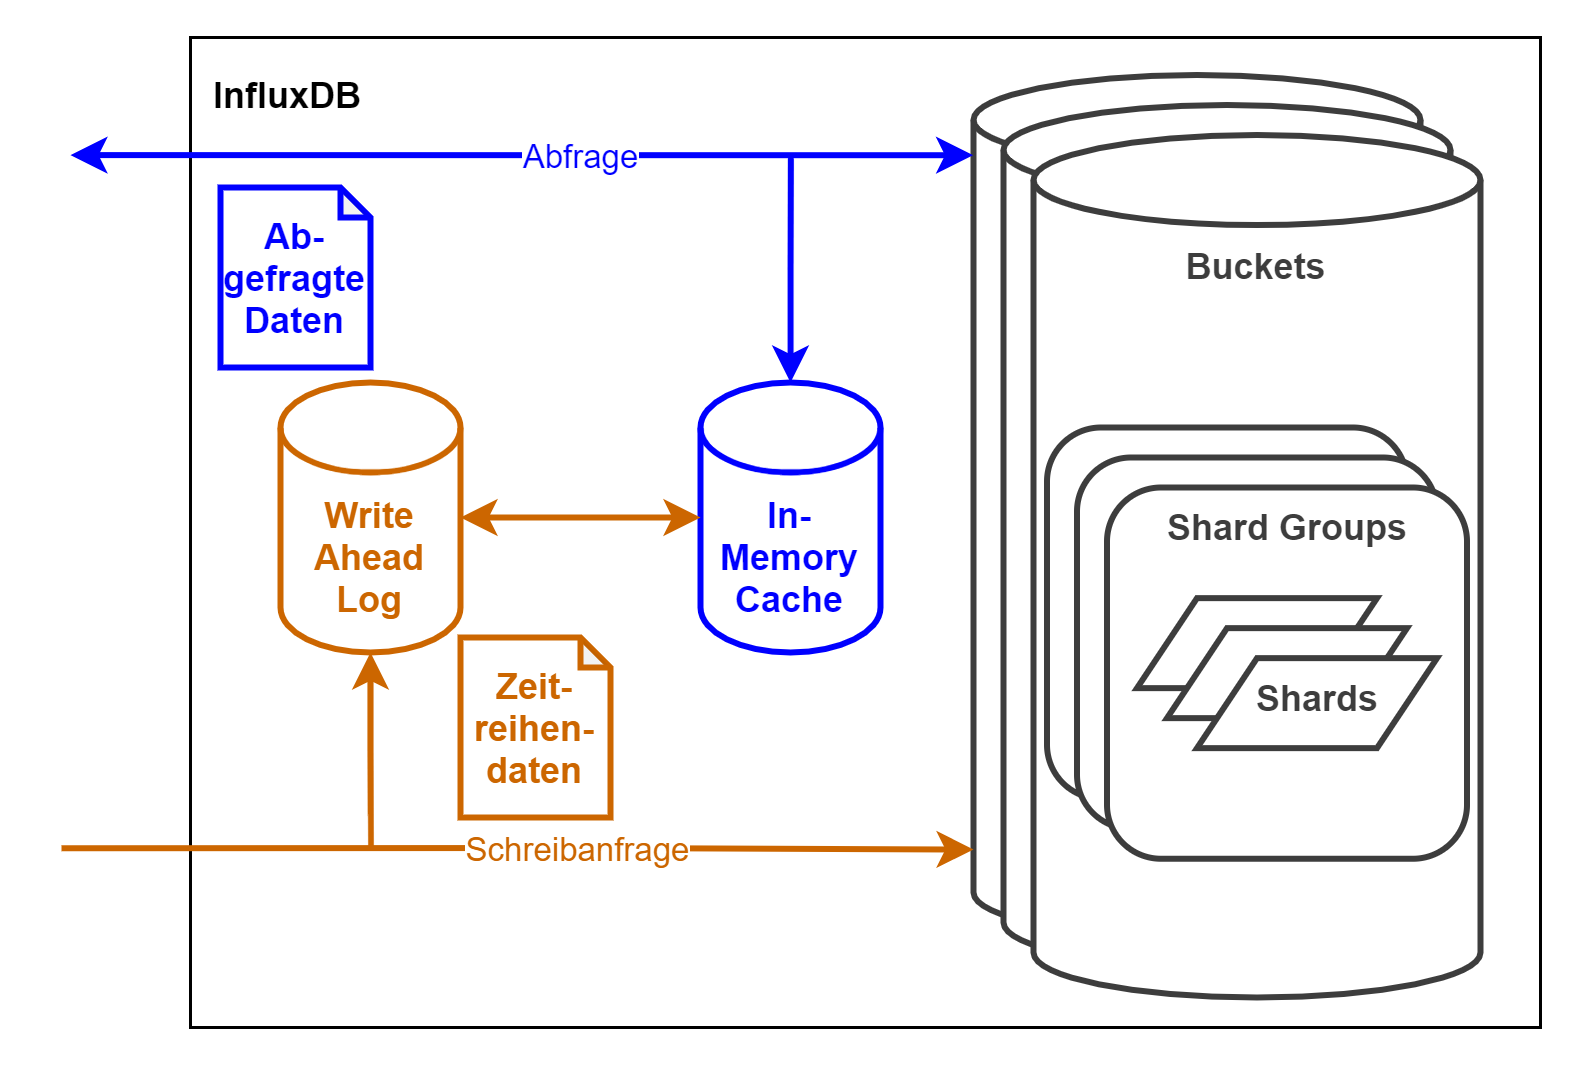 InfluxDB
Abfrage
Ab-
gefragte
Daten
Buckets
Write
Ahead
Log
In-
Memory
Cache
Shard Groups
Zeit-
reihen-
daten
Shards
Schreibanfrage